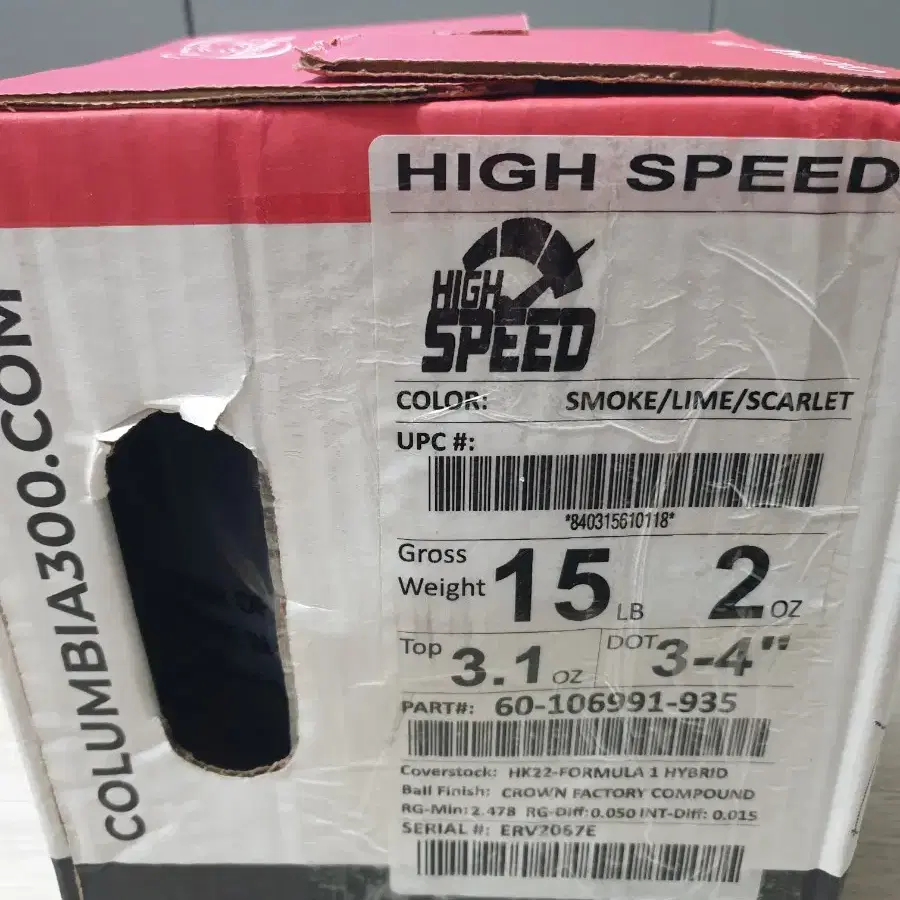 HIGH SPEED
HIGH
SPEED
COLOR: SMOKE/LIME/SCARLET
UPC #:
*840315610118*
Gross
Weight 15 LB 2 OZ
Top 3.1 OZ DOT 3-4"
PART#: 60-106991-935
Coverstock: HK22-FORMULA 1 HYBRID
Ball Finish: CROWN FACTORY COMPOUND
RG-Min: 2.478 RG-Diff: 0.050 INT-Diff: 0.015
SERIAL #: ERV2067E
COLUMBIA300.COM